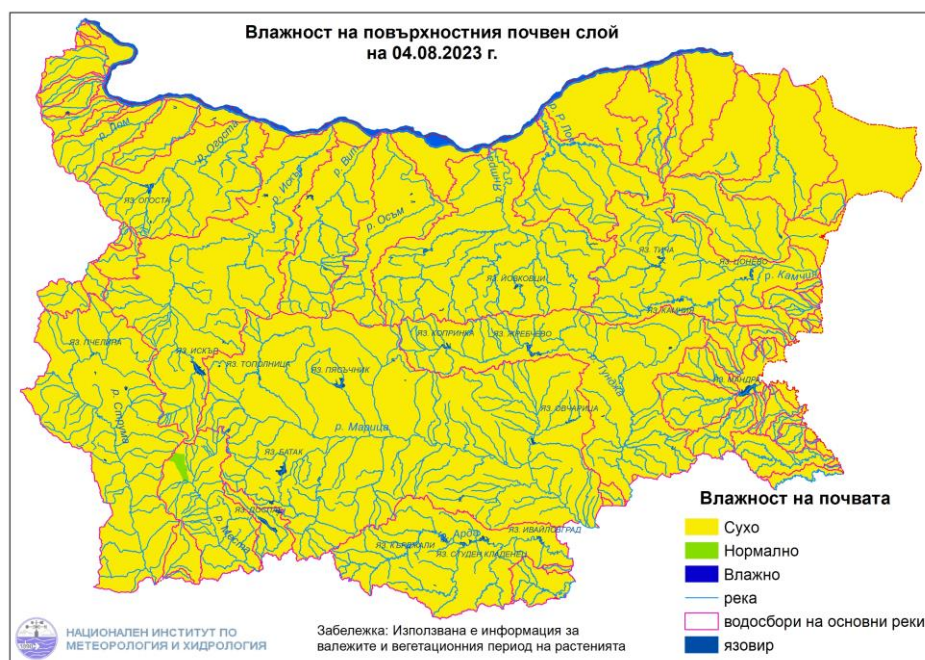 Влажност на повърхностния почвен слой
на 04.08.2023 г.
р. Лом
р. Огоста
р. Искър
р. Вит
р. Осъм
р. Янтра
р. Лом
ЯЗ. ОГОСТА
ЯЗ. ТИЧА
ЯЗ. ЦОНЕВО
р. Камчия
ЯЗ. ЙОВКОВЦИ
ЯЗ. КАМЧИЯ
ЯЗ. ПЧЕЛИНА
ЯЗ. ИСКЪР
ЯЗ. ТОПОЛНИЦА
ЯЗ. ПЯСЪЧНИК
ЯЗ. КОПРИНКА
ЯЗ. ЖРЕБЧЕВО
р. Тунджа
ЯЗ. МАНДРА
р. Струма
ЯЗ. ОВЧАРИЦА
р. Марица
ЯЗ. БАТАК
ЯЗ. ДОСПАТ
р. Места
ЯЗ. ИВАЙЛОВГРАД
р. Арда
ЯЗ. КЪРДЖАЛИ
ЯЗ. СТУДЕН КЛАДЕНЕЦ
Влажност на почвата
Сухо
Нормално
Влажно
река
водосбори на основни реки
язовир
НАЦИОНАЛЕН ИНСТИТУТ ПО
МЕТЕОРОЛОГИЯ И ХИДРОЛОГИЯ
Забележка: Използвана е информация за
валежите и вегетационния период на растенията